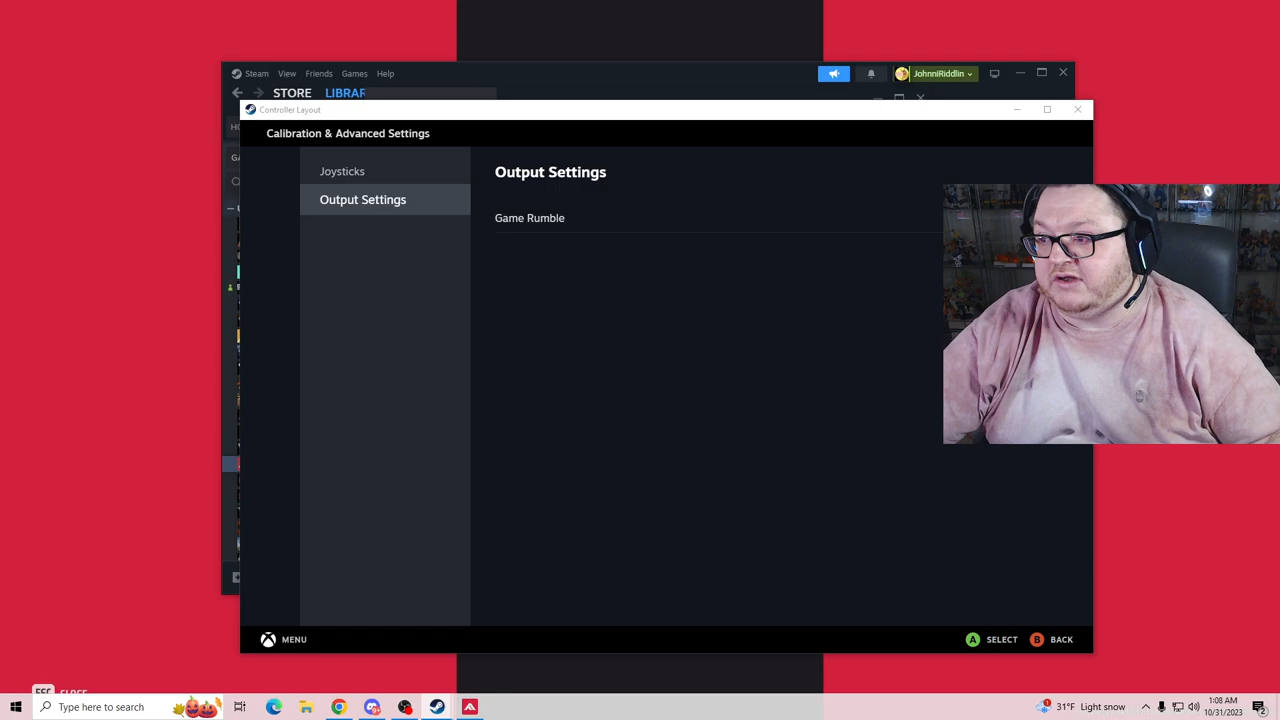 Steam View Friends Games Help
JohnniRiddlin
STORE LIBRAR
Controller Layout
Calibration & Advanced Settings
Joysticks
Output Settings
Output Settings
Game Rumble
MENU
SELECT
BACK
Type here to search
31°F Light snow
1:08 AM
10/31/2023
2